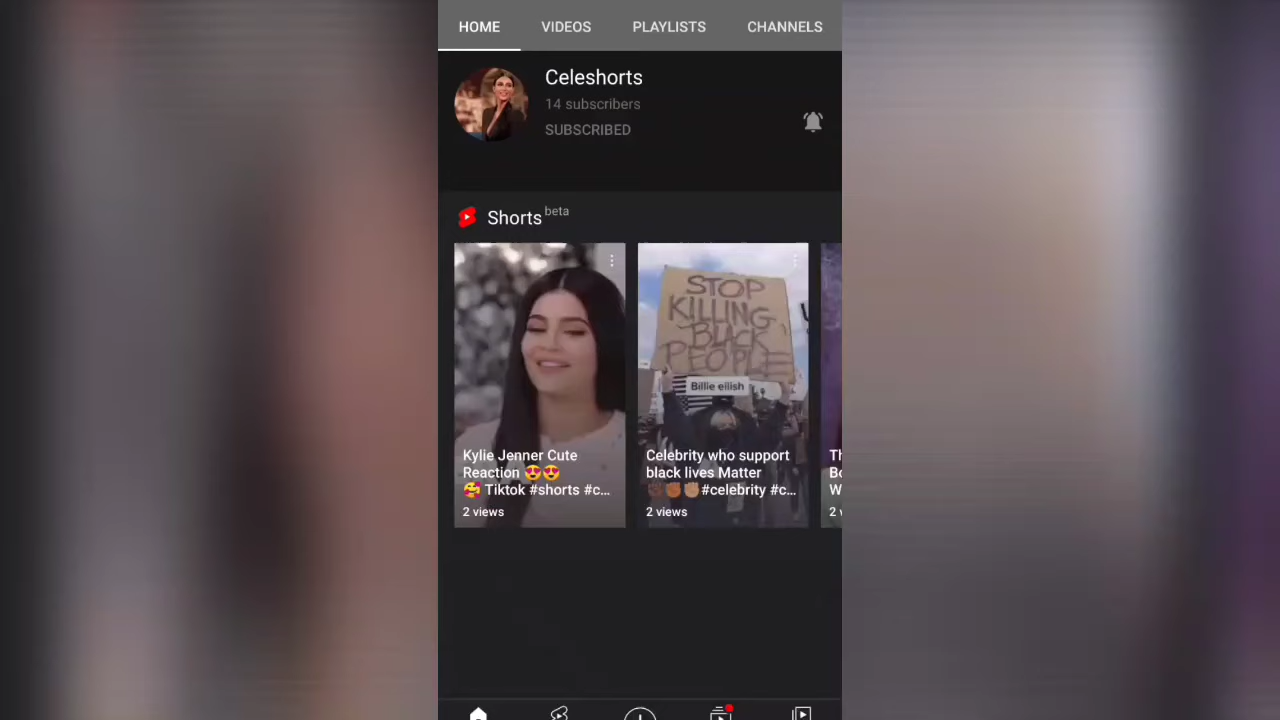 HOME VIDEOS PLAYLISTS CHANNELS
Celeshorts
14 subscribers
SUBSCRIBED
Shorts beta
STOP
KILLING
BLACK
PEOPLE
Billie eilish
Kylie Jenner Cute
Reaction 😍😍
🥰 Tiktok #shorts #c...
2 views
Celebrity who support
black lives Matter
✊🏿✊🏾✊🏼#celebrity #c...
2 views